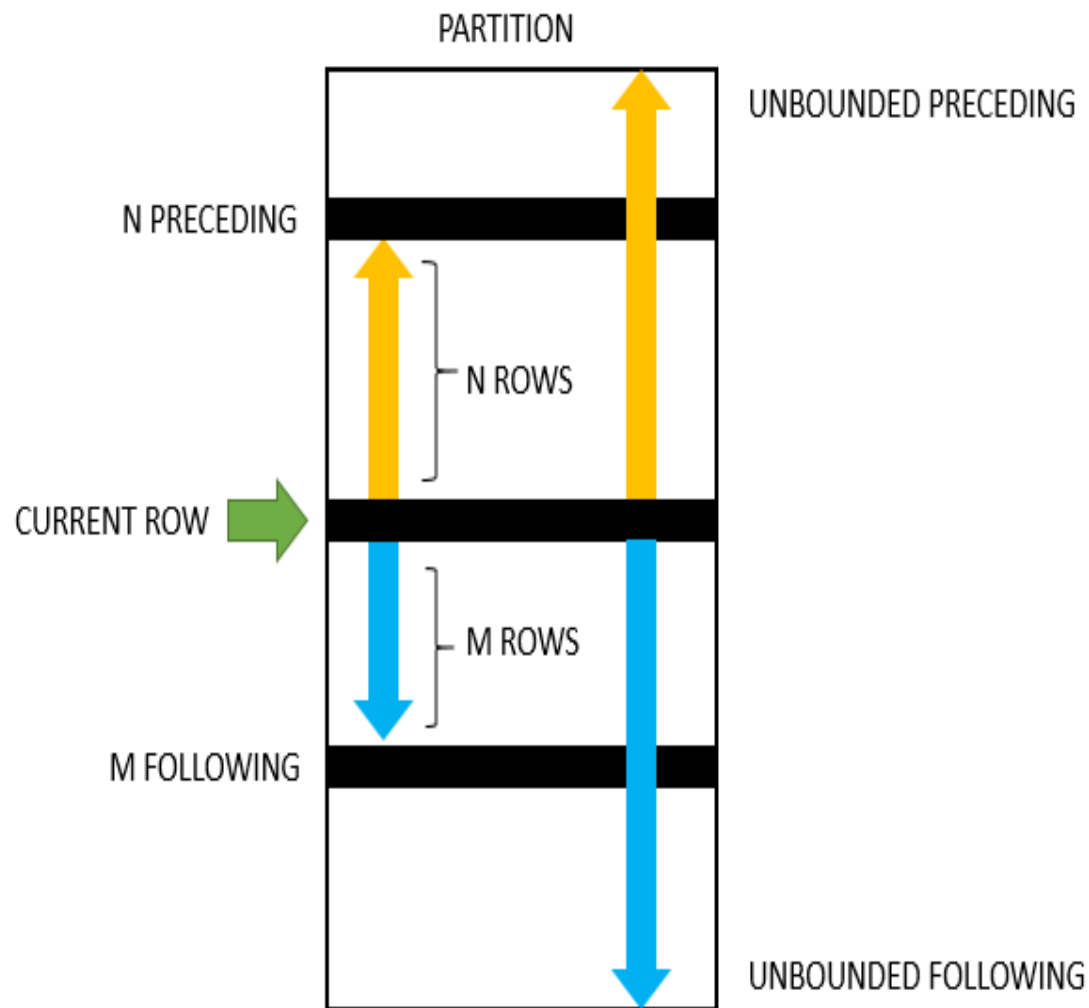 PARTITION
UNBOUNDED PRECEDING
N PRECEDING
N ROWS
CURRENT ROW
M ROWS
M FOLLOWING
UNBOUNDED FOLLOWING